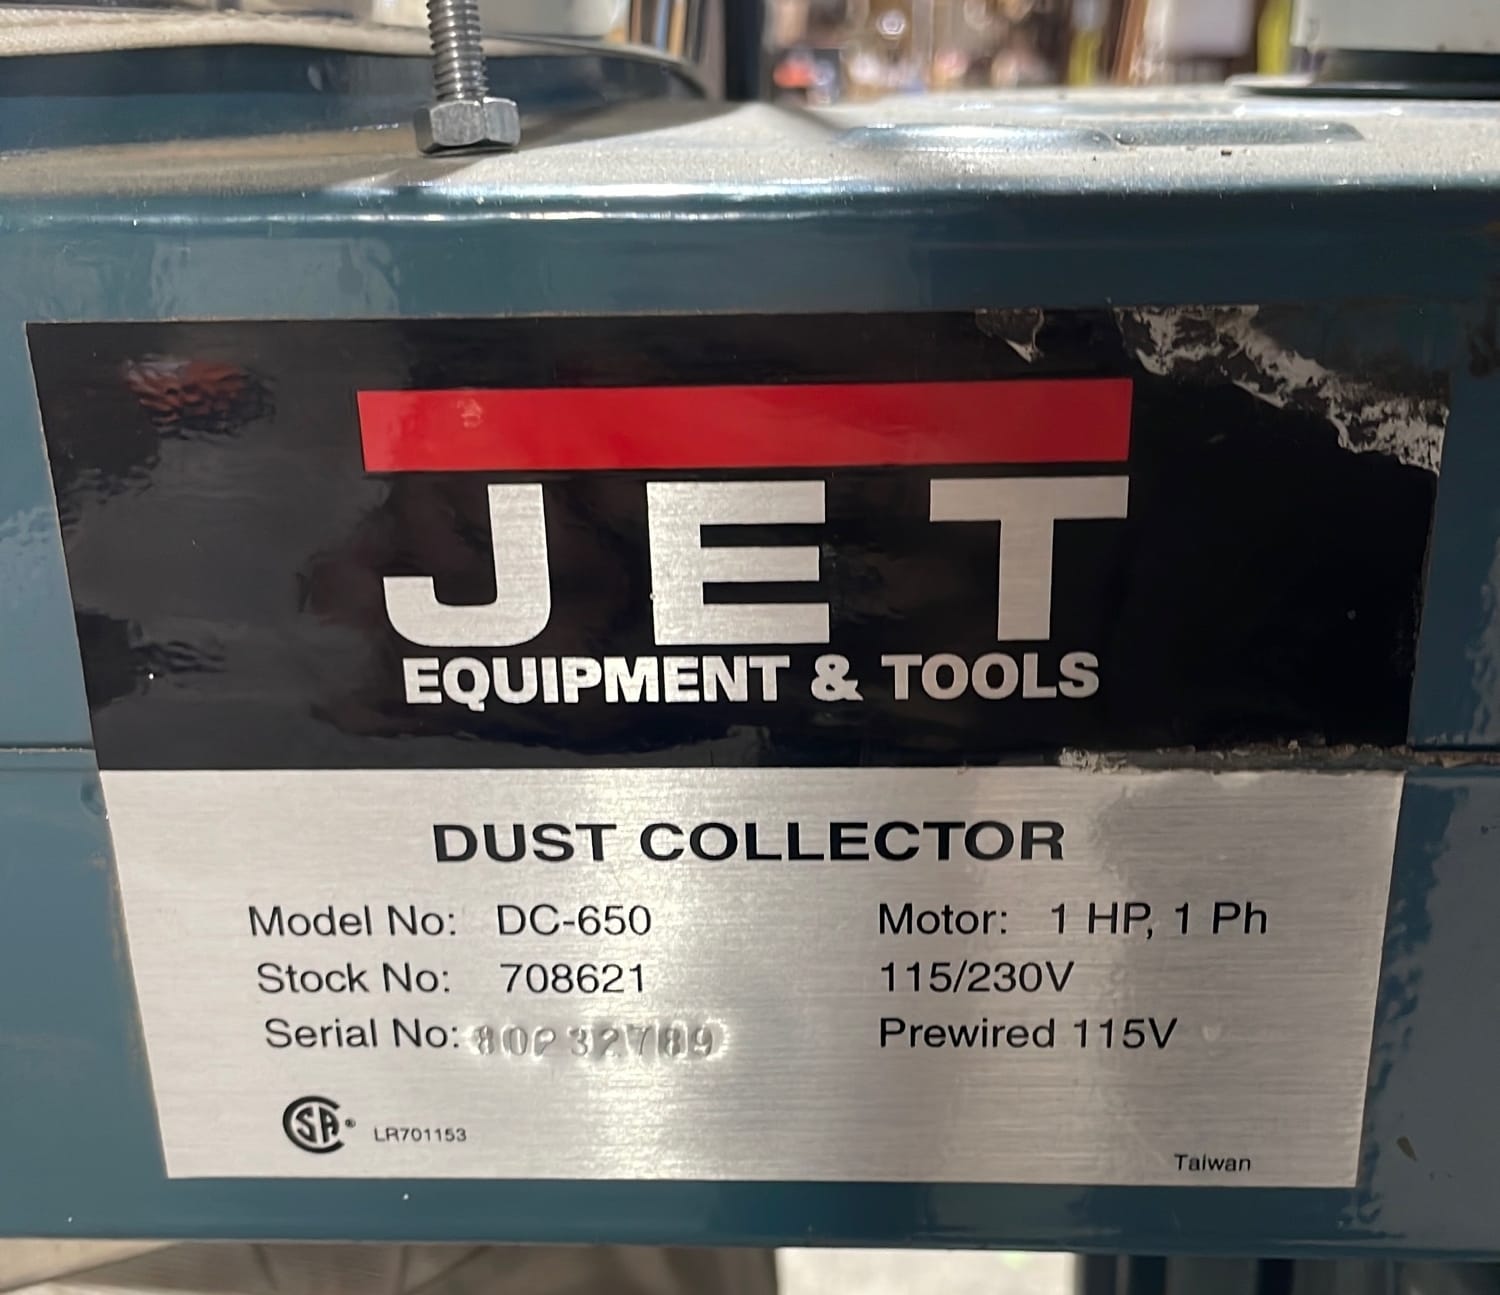 JET
EQUIPMENT & TOOLS
DUST COLLECTOR
Model No: DC-650
Motor: 1 HP, 1 Ph
Stock No: 708621
115/230V
Serial No:
Prewired 115V
SA® LR701153
Taiwan